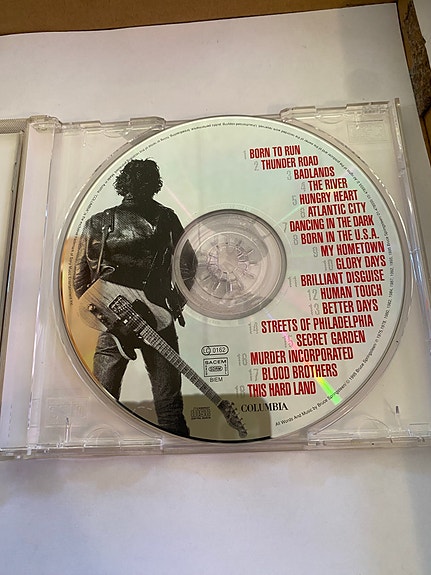 1 BORN TO RUN
2 THUNDER ROAD
3 BADLANDS
4 THE RIVER
5 HUNGRY HEART
6 ATLANTIC CITY
DANCING IN THE DARK
8 BORN IN THE U.S.A.
9 MY HOMETOWN
10 GLORY DAYS
11 BRILLIANT DISGUISE
12 HUMAN TOUCH
13 BETTER DAYS
14 STREETS OF PHILADELPHIA
15 SECRET GARDEN
16 MURDER INCORPORATED
17 BLOOD BROTHERS
18 THIS HARD LAND
LC 0162
SACEM
BIEM
COLUMBIA
All Words And Music by Bruce Springsteen